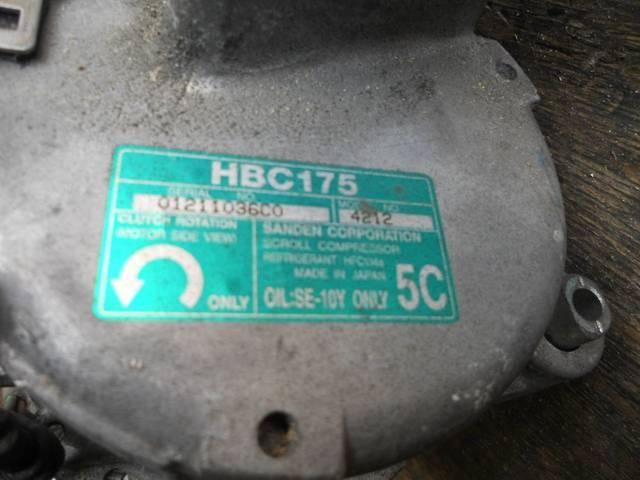 HBC175
SERIAL NO.
01211036C0
MODEL NO.
4212
CLUTCH ROTATION
(MOTOR SIDE VIEW)
ONLY
SANDEN CORPORATION
SCROLL COMPRESSOR
REFRIGERANT HFC134a
MADE IN JAPAN
OIL:SE-10Y ONLY
5C